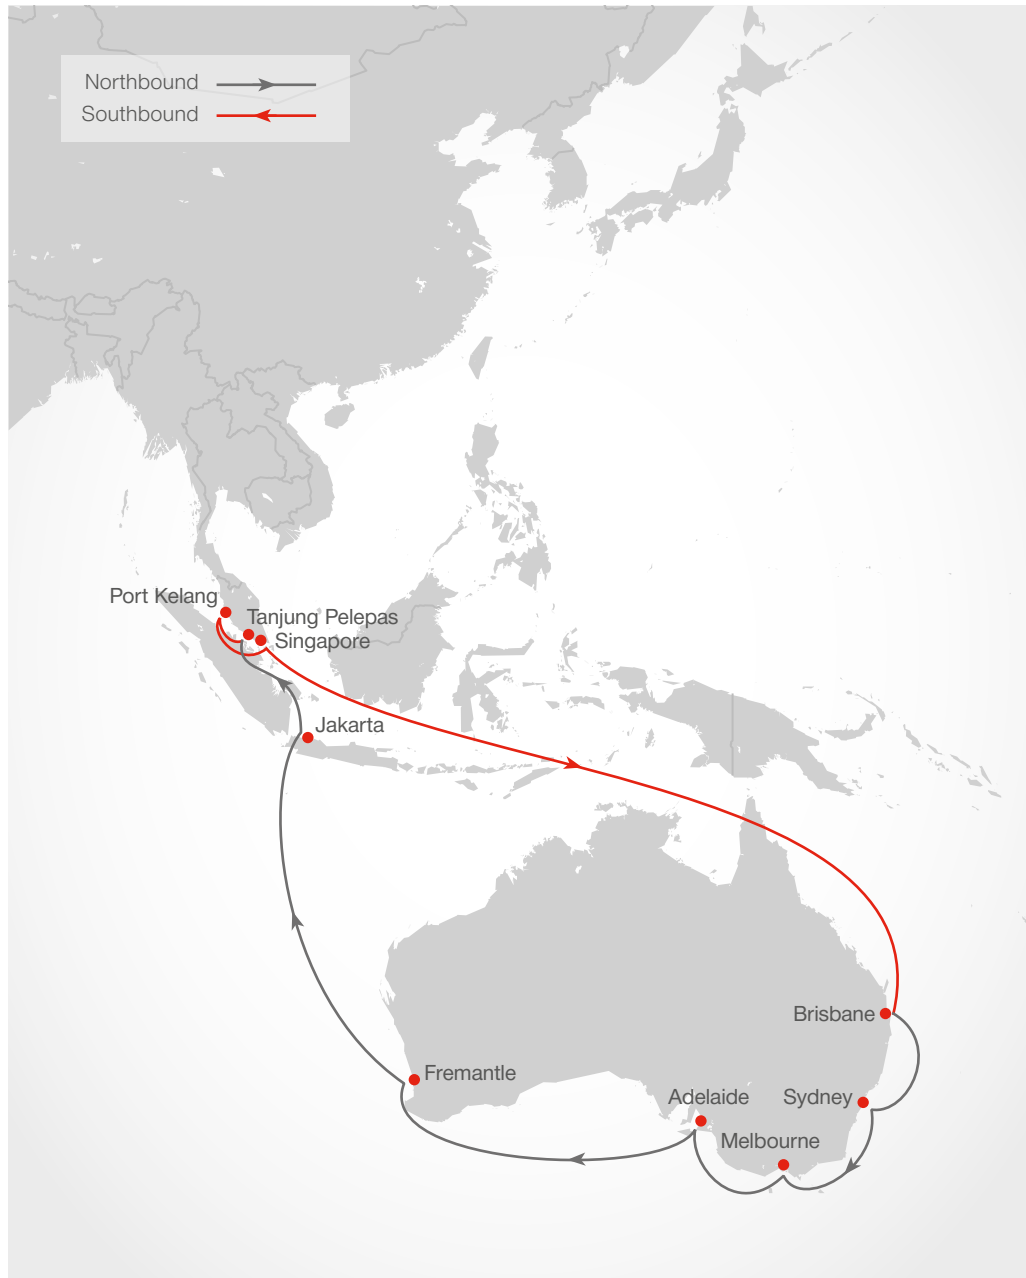 Northbound
Southbound
Port Kelang
Tanjung Pelepas
Singapore
Jakarta
Brisbane
Fremantle
Adelaide
Sydney
Melbourne